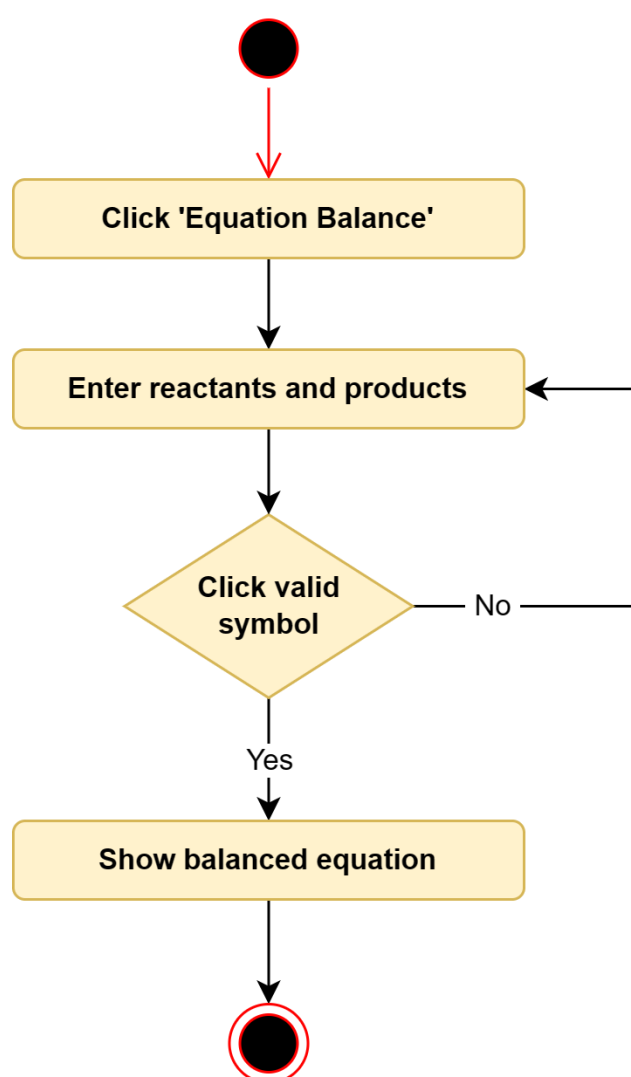 Click 'Equation Balance'
Enter reactants and products
Click valid
symbol
No
Yes
Show balanced equation